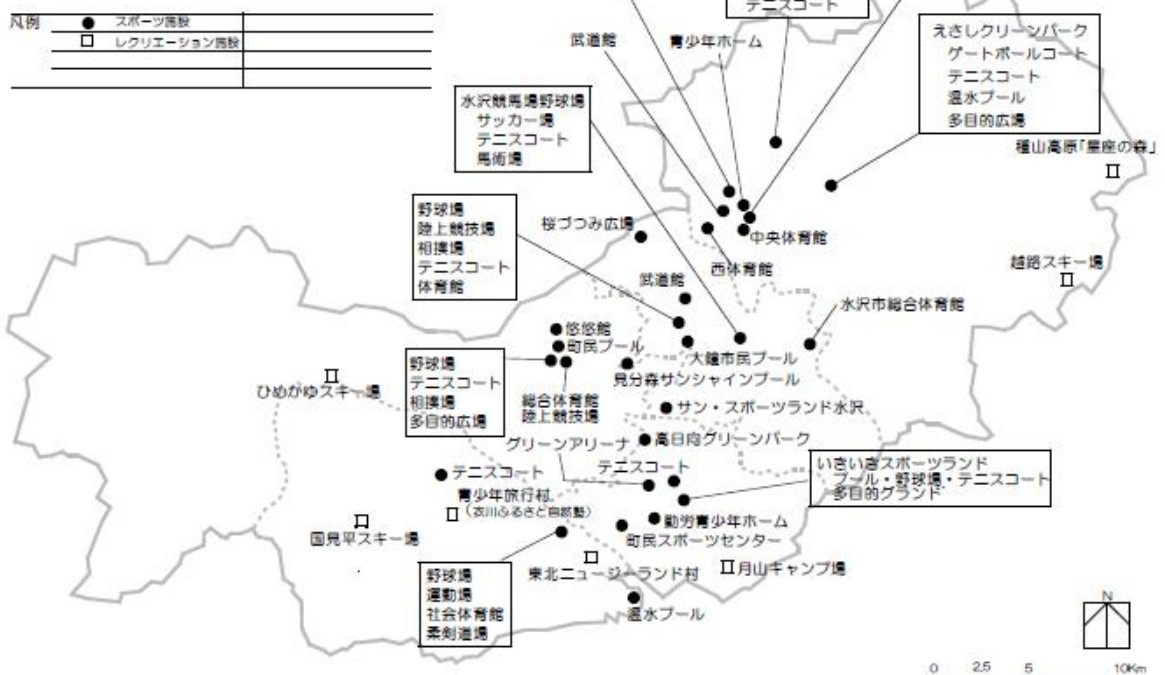 凡例
スポーツ施設
レクリエーション施設
テニスコート
武道館
青少年ホーム
えさしクリーンパーク
ゲートボールコート
テニスコート
温水プール
多目的広場
水沢競馬場野球場
サッカー場
テニスコート
馬術場
種山高原「星座の森」
野球場
陸上競技場
相撲場
テニスコート
体育館
桜づつみ広場
中央体育館
西体育館
越路スキー場
武道館
水沢市総合体育館
悠悠館
町民プール
大鐘市民プール
見分森サンシャインプール
野球場
テニスコート
相撲場
多目的広場
ひめかゆスキー場
総合体育館
陸上競技場
サン・スポーツランド水沢
グリーンアリーナ
高日向グリーンパーク
テニスコート
テニスコート
いきいきスポーツランド
プール・野球場・テニスコート
多目的グランド
青少年旅行村
(衣川ふるさと自然塾)
国見平スキー場
勤労青少年ホーム
町民スポーツセンター
野球場
運動場
社会体育館
柔剣道場
東北ニュージーランド村
月山キャンプ場
温水プール
N
0 2.5 5 10Km